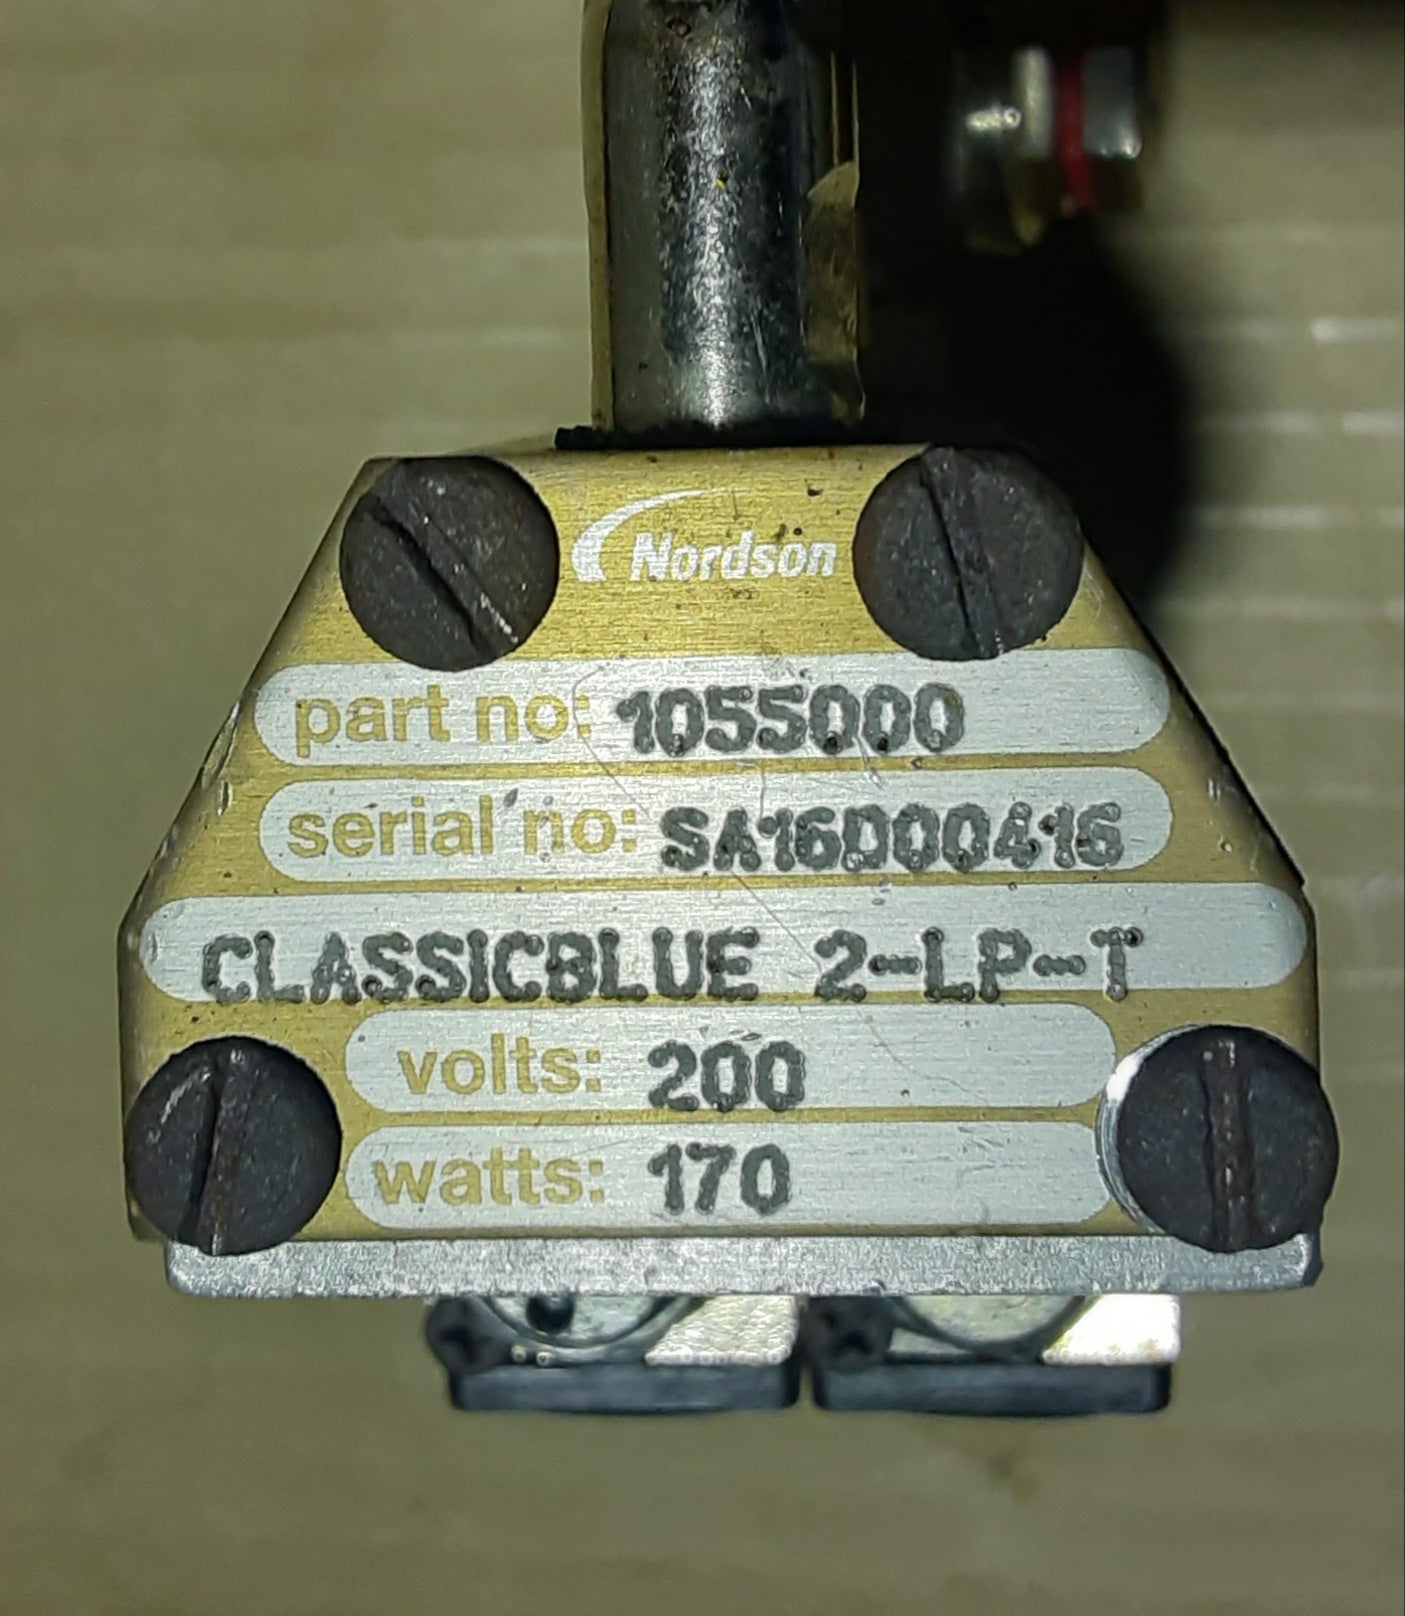 Nordson
part no: 1055000
serial no: SA16D00416
CLASSICBLUE 2-LP-T
volts: 200
watts: 170